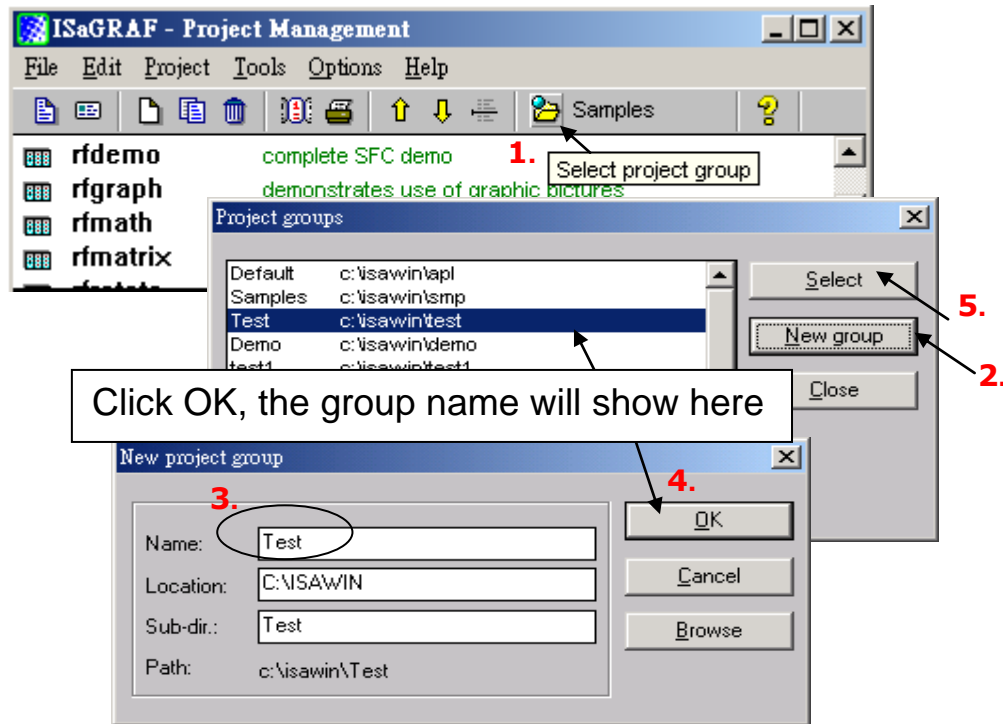 ISaGRAF - Project Management
File Edit Project Tools Options Help
Samples
rfdemo complete SFC demo
1.
Select project group
rfgraph demonstrates use of graphic pictures
rfmath
rfmatrix
Project groups
Default c:\isawin\apl
Samples c:\isawin\smp
Test c:\isawin\test
Demo c:\isawin\demo
test1 c:\isawin\test1
Select
5.
New group
2.
Close
Click OK, the group name will show here
New project group
3.
4.
Name: Test
OK
Location: C:\ISAWIN
Cancel
Sub-dir.: Test
Browse
Path: c:\isawin\Test